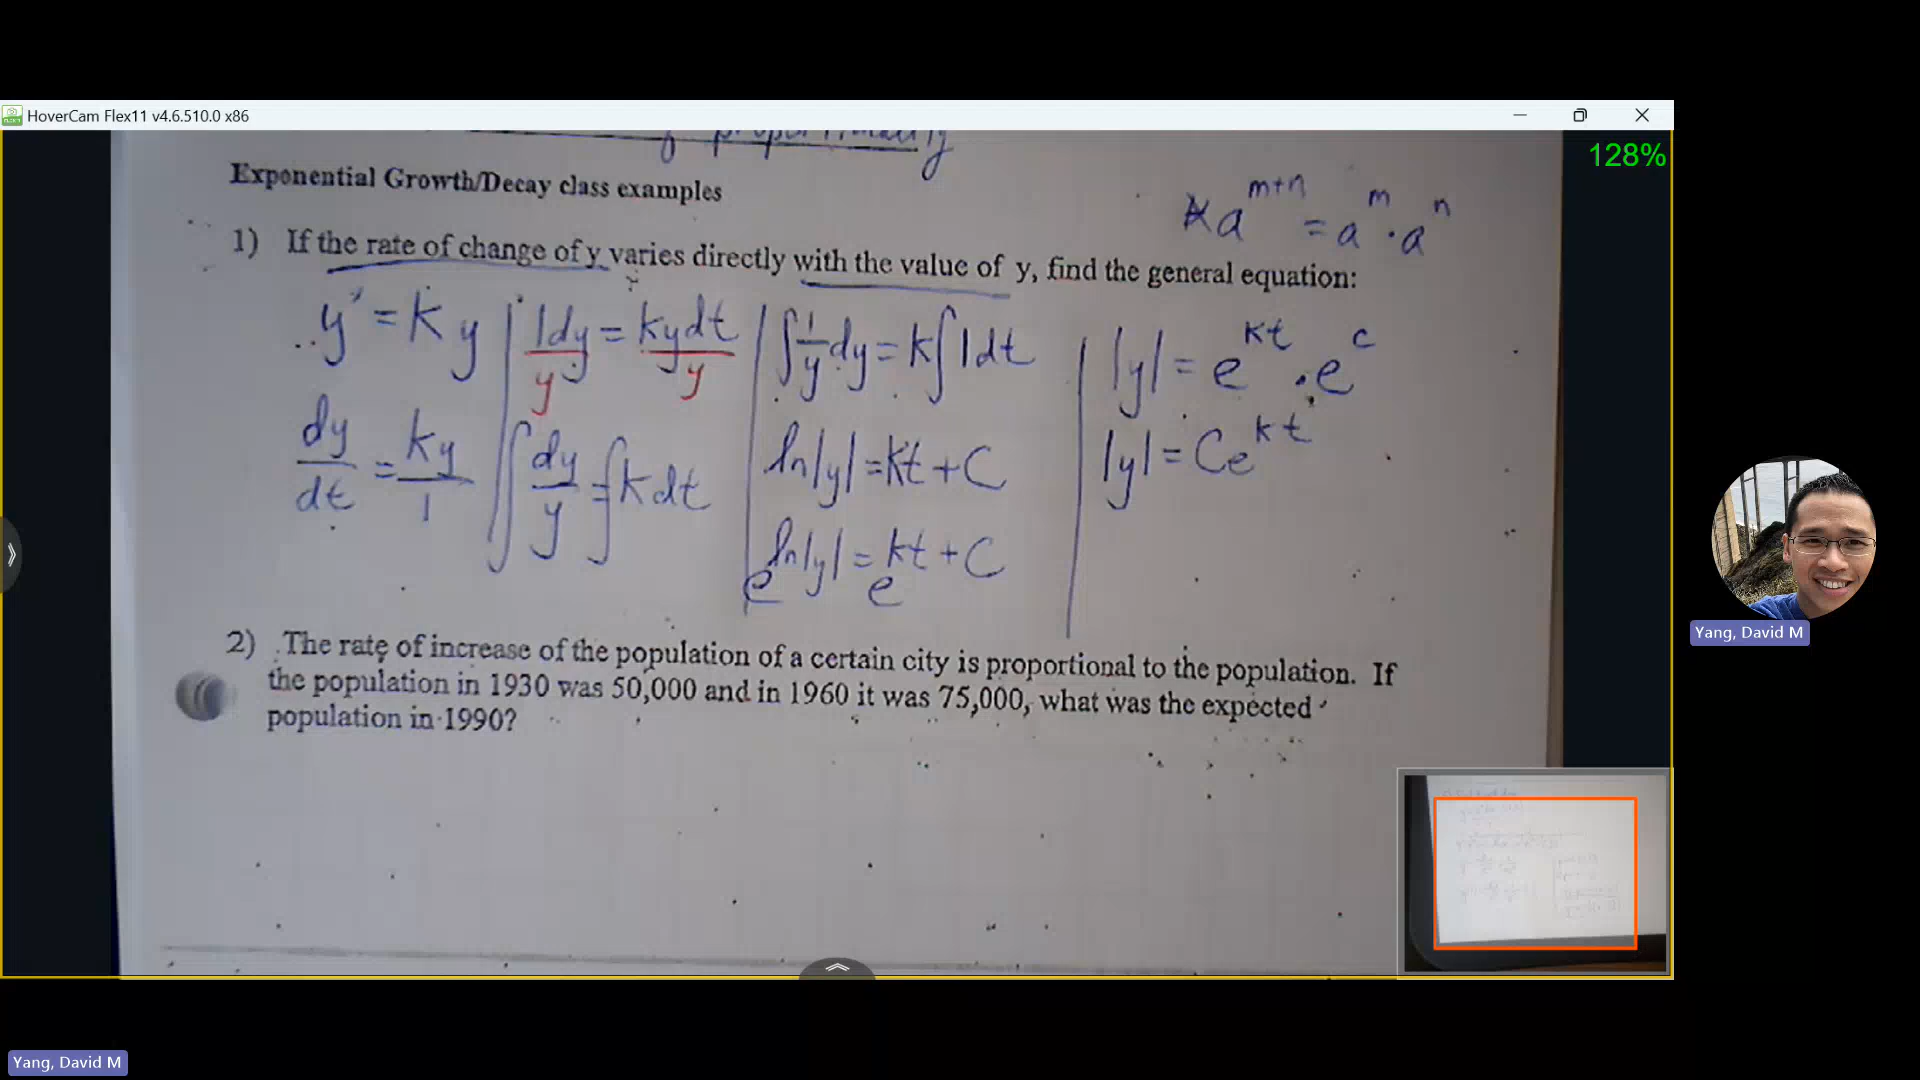 HoverCam Flex11 v4.6.510.0 x86
128%
proportionally
Exponential Growth/Decay class examples
* a^{m+n} = a^m · a^n
1) If the rate of change of y varies directly with the value of y, find the general equation:
y' = ky
dy/dt = ky/1
1dy/y = kydt/y
∫ dy/y = ∫ k dt
∫ 1/y dy = k∫1dt
ln|y| = kt + C
e^{ln|y|} = e^{kt + C}
|y| = e^{kt} · e^c
|y| = Ce^{kt}
2) The rate of increase of the population of a certain city is proportional to the population. If
the population in 1930 was 50,000 and in 1960 it was 75,000, what was the expected
population in 1990?
Yang, David M
Yang, David M